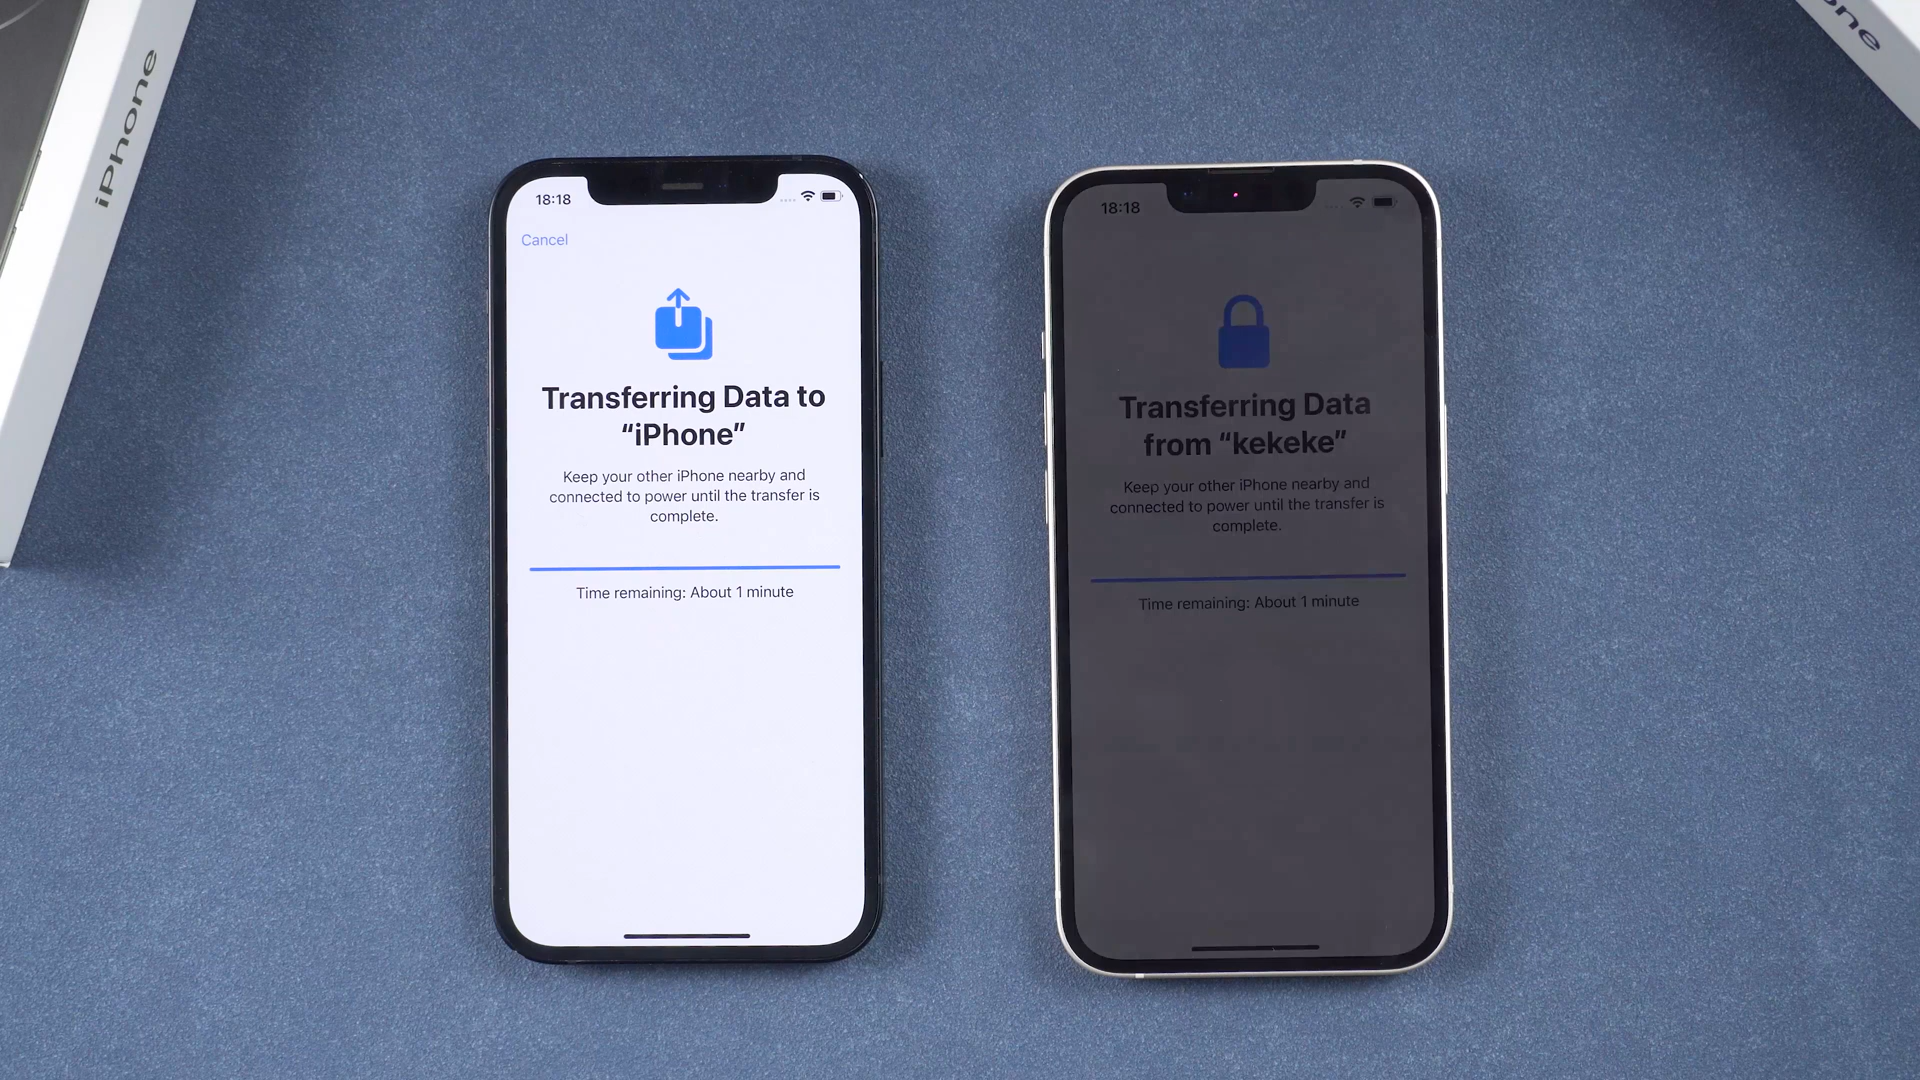 iPhone
18:18
Cancel
Transferring Data to
“iPhone”
Keep your other iPhone nearby and
connected to power until the transfer is
complete.
Time remaining: About 1 minute
18:18
Transferring Data
from “kekeke”
Keep your other iPhone nearby and
connected to power until the transfer is
complete.
Time remaining: About 1 minute
one